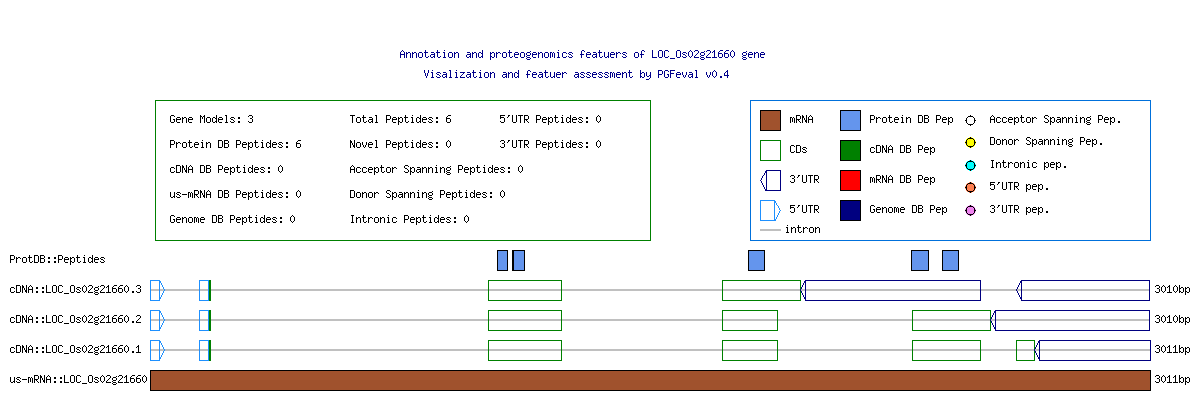 Annotation and proteogenomics featuers of LOC_Os02g21660 gene
Visalization and featuer assessment by PGFeval v0.4
Gene Models: 3
Total Peptides: 6
5'UTR Peptides: 0
Protein DB Peptides: 6
Novel Peptides: 0
3'UTR Peptides: 0
cDNA DB Peptides: 0
Acceptor Spanning Peptides: 0
us-mRNA DB Peptides: 0
Donor Spanning Peptides: 0
Genome DB Peptides: 0
Intronic Peptides: 0
mRNA
Protein DB Pep
Acceptor Spanning Pep.
CDs
cDNA DB Pep
Donor Spanning Pep.
3'UTR
mRNA DB Pep
Intronic pep.
5'UTR
Genome DB Pep
5'UTR pep.
3'UTR pep.
intron
ProtDB::Peptides
cDNA::LOC_Os02g21660.3
3010bp
cDNA::LOC_Os02g21660.2
3010bp
cDNA::LOC_Os02g21660.1
3011bp
us-mRNA::LOC_Os02g21660
3011bp